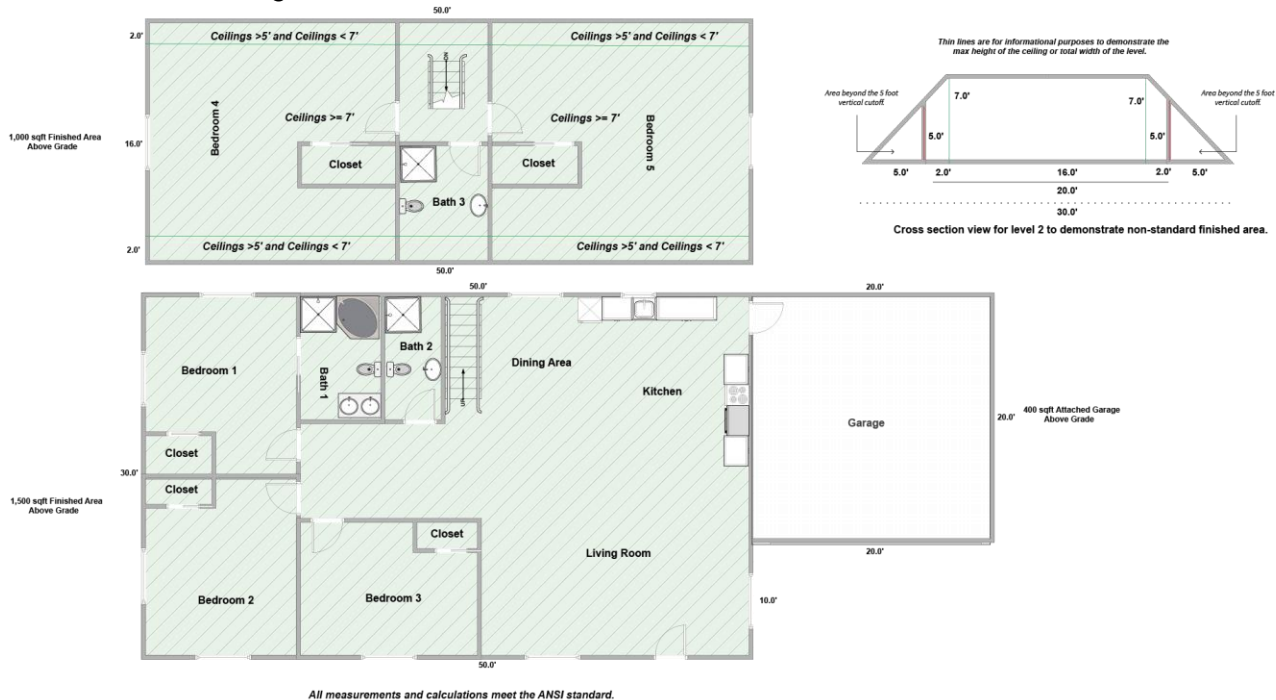 50.0'
2.0'
Ceilings >5' and Ceilings < 7'
Ceilings >5' and Ceilings < 7'
DN
Bedroom 4
Ceilings >= 7'
Ceilings >= 7'
Bedroom 5
1,000 sqft Finished Area
Above Grade
16.0'
Closet
Closet
Bath 3
Ceilings >5' and Ceilings < 7'
Ceilings >5' and Ceilings < 7'
2.0'
50.0'
Thin lines are for informational purposes to demonstrate the
max height of the ceiling or total width of the level.
Area beyond the 5 foot
vertical cutoff.
7.0'
7.0'
Area beyond the 5 foot
vertical cutoff.
5.0'
5.0'
5.0'
2.0'
16.0'
2.0'
5.0'
20.0'
30.0'
Cross section view for level 2 to demonstrate non-standard finished area.
50.0'
20.0'
Bedroom 1
Bath 1
Bath 2
UP
Dining Area
Kitchen
Garage
20.0'
400 sqft Attached Garage
Above Grade
Closet
30.0'
Closet
1,500 sqft Finished Area
Above Grade
Closet
Living Room
20.0'
Bedroom 2
Bedroom 3
10.0'
50.0'
All measurements and calculations meet the ANSI standard.